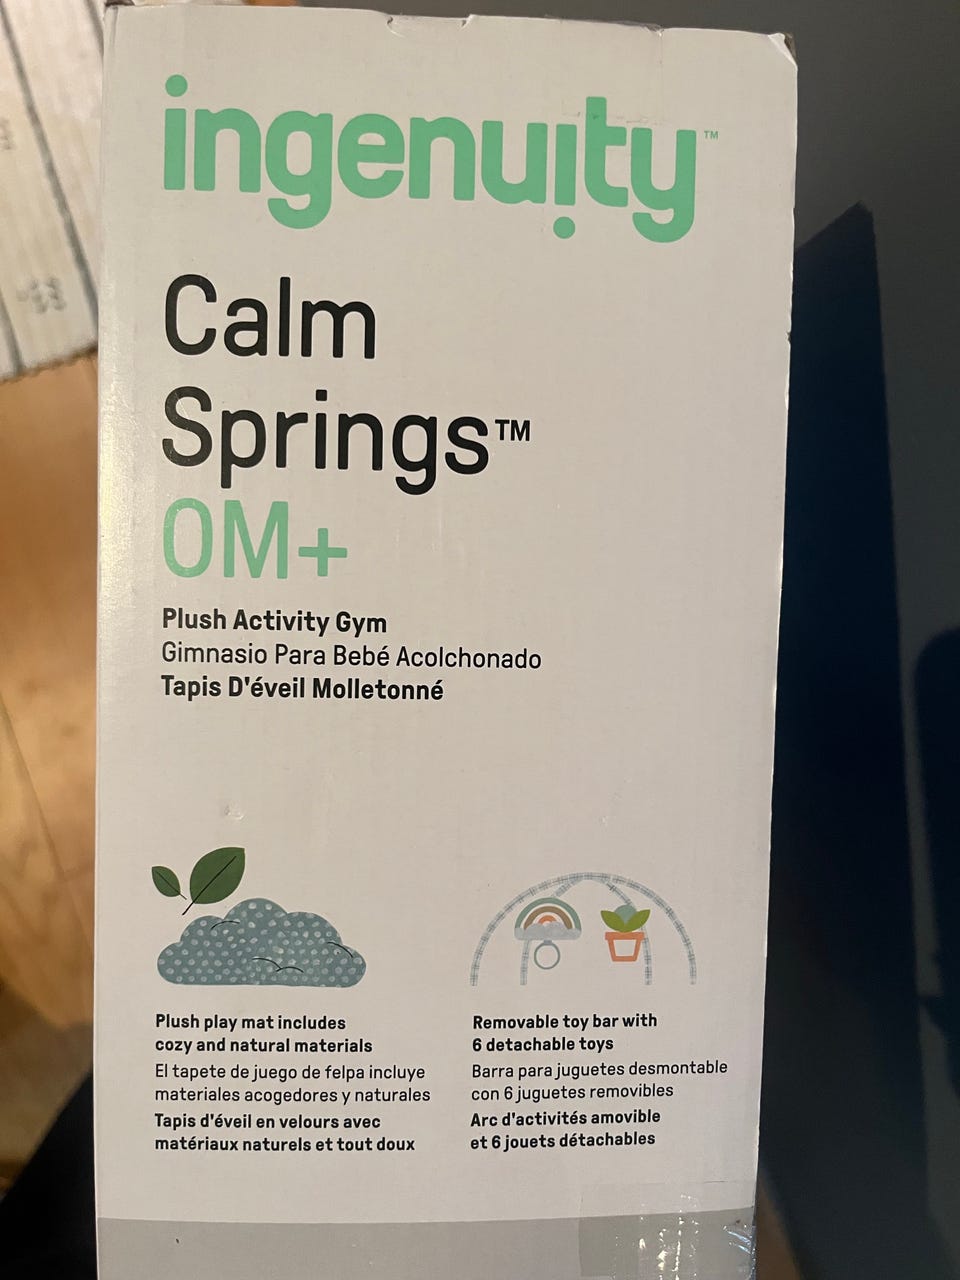 ingenuity™
Calm
Springs™
0M+
Plush Activity Gym
Gimnasio Para Bebé Acolchonado
Tapis D'éveil Molletonné
Plush play mat includes
cozy and natural materials
El tapete de juego de felpa incluye
materiales acogedores y naturales
Tapis d'éveil en velours avec
matériaux naturels et tout doux
Removable toy bar with
6 detachable toys
Barra para juguetes desmontable
con 6 juguetes removibles
Arc d'activités amovible
et 6 jouets détachables